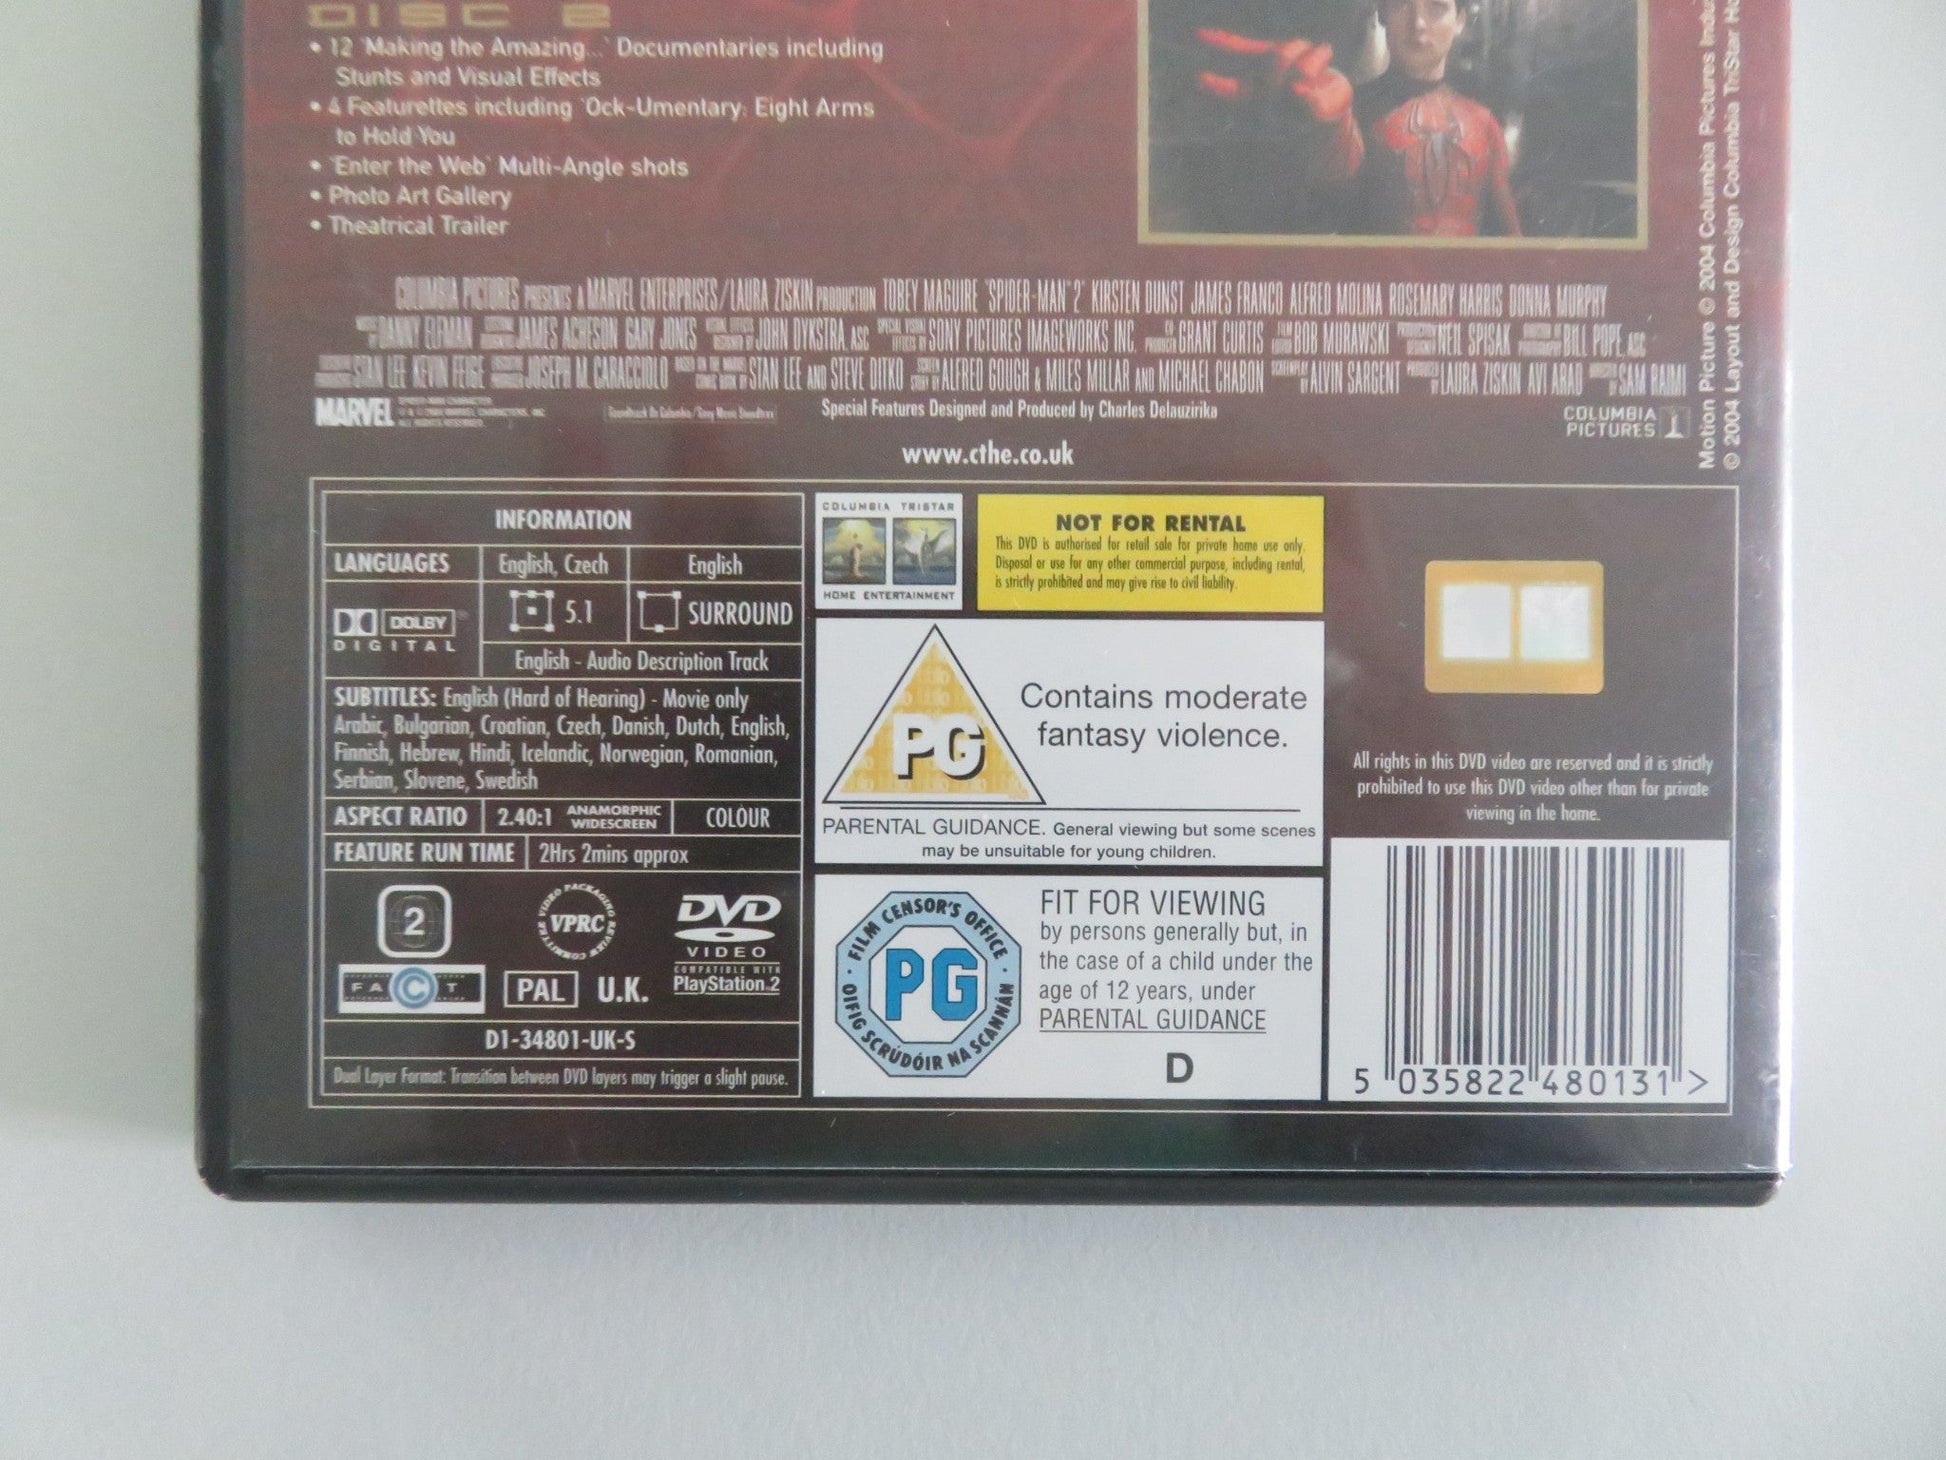 DISC 2
• 12 'Making the Amazing...' Documentaries including
Stunts and Visual Effects
• 4 Featurettes including 'Ock-Umentary: Eight Arms
to Hold You
• 'Enter the Web' Multi-Angle shots
• Photo Art Gallery
• Theatrical Trailer
COLUMBIA PICTURES PRESENTS A MARVEL ENTERPRISES/LAURA ZISKIN PRODUCTION TOBEY MAGUIRE "SPIDER-MAN 2" KIRSTEN DUNST JAMES FRANCO ALFRED MOLINA ROSEMARY HARRIS DONNA MURPHY
DANNY ELFMAN JAMES ACHESON GARY JONES JOHN DYKSTRA, ASC SONY PICTURES IMAGEWORKS INC. GRANT CURTIS BOB MURAWSKI NEIL SPISAK BILL POPE, ASC
STAN LEE KEVIN FEIGE JOSEPH M. CARACCIOLO STAN LEE AND STEVE DITKO ALFRED GOUGH & MILES MILLAR AND MICHAEL CHABON ALVIN SARGENT LAURA ZISKIN AVI ARAD SAM RAIMI
MARVEL
ALL RIGHTS RESERVED.
Soundtrack On Columbia/Sony Music Soundtrax
Special Features Designed and Produced by Charles Delauzirika
COLUMBIA
PICTURES
www.cthe.co.uk
Motion Picture © 2004 Columbia Pictures
© 2004 Layout and Design Columbia TriStar
INFORMATION
LANGUAGES
English, Czech
English
DOLBY
DIGITAL
5.1
SURROUND
English - Audio Description Track
SUBTITLES: English (Hard of Hearing) - Movie only
Arabic, Bulgarian, Croatian, Czech, Danish, Dutch, English,
Finnish, Hebrew, Hindi, Icelandic, Norwegian, Romanian,
Serbian, Slovene, Swedish
ASPECT RATIO
2.40:1
ANAMORPHIC
WIDESCREEN
COLOUR
FEATURE RUN TIME
2Hrs 2mins approx
2
VIDEO PACKAGING REVIEW COMMITTEE
VPRC
DVD
VIDEO
COMPATIBLE WITH
PlayStation.2
FACT
PAL
U.K.
D1-34801-UK-S
Dual Layer Format: Transition between DVD layers may trigger a slight pause.
COLUMBIA TRISTAR
HOME ENTERTAINMENT
NOT FOR RENTAL
This DVD is authorised for retail sale for private home use only.
Disposal or use for any other commercial purpose, including rental,
is strictly prohibited and may give rise to civil liability.
PG
Contains moderate
fantasy violence.
PARENTAL GUIDANCE. General viewing but some scenes
may be unsuitable for young children.
FILM CENSOR'S OFFICE
PG
OIFIG SCRÚDÓIR NA SCANNÁN
FIT FOR VIEWING
by persons generally but, in
the case of a child under the
age of 12 years, under
PARENTAL GUIDANCE
D
All rights in this DVD video are reserved and it is strictly
prohibited to use this DVD video other than for private
viewing in the home.
5 035822 480131 >